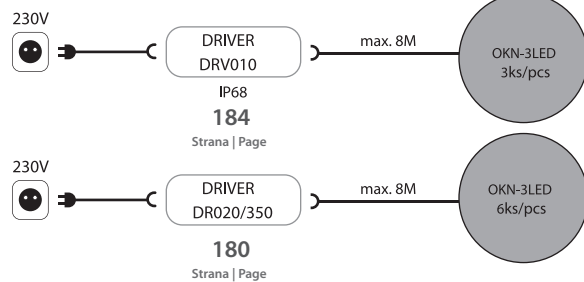 230V
DRIVER
DRV010
max. 8M
OKN-3LED
3ks/pcs
IP68
184
Strana | Page
230V
DRIVER
DR020/350
max. 8M
OKN-3LED
6ks/pcs
180
Strana | Page